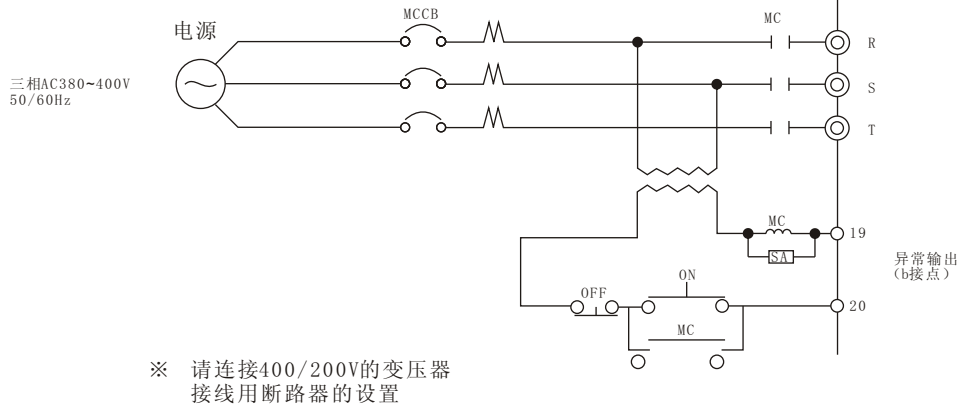 MCCB
MC
电源
R
三相AC380~400V
50/60Hz
S
T
MC
19
SA
异常输出
（b接点）
ON
OFF
20
MC
※ 请连接400/200V的变压器
接线用断路器的设置